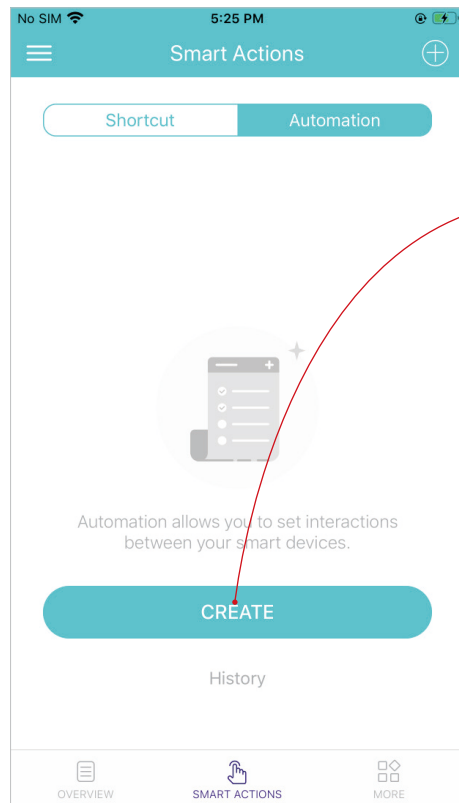 No SIM 5:25 PM
Smart Actions
Shortcut Automation
Automation allows you to set interactions
between your smart devices.
CREATE
History
OVERVIEW SMART ACTIONS MORE